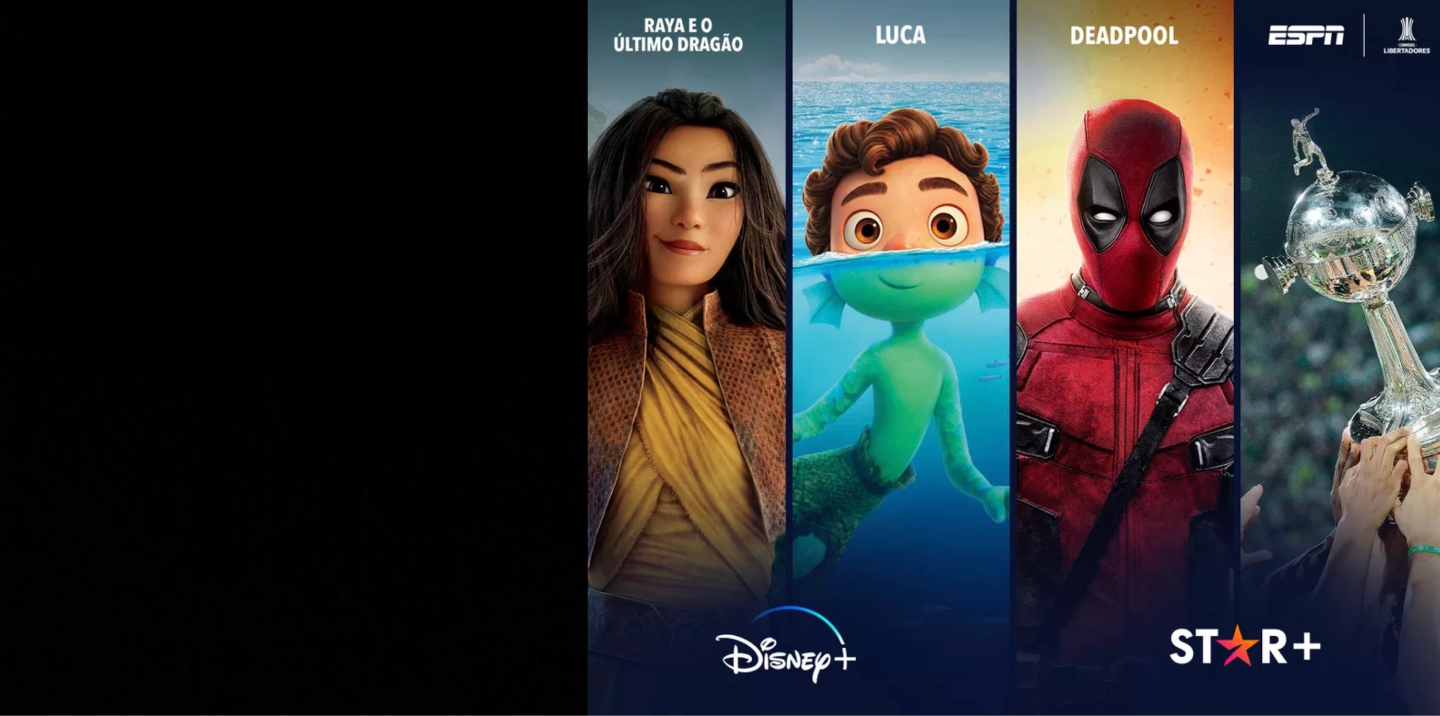 RAYA E O
ÚLTIMO DRAGÃO
LUCA
DEADPOOL
ESPN
CONMEBOL
LIBERTADORES
Disney+
STAR+